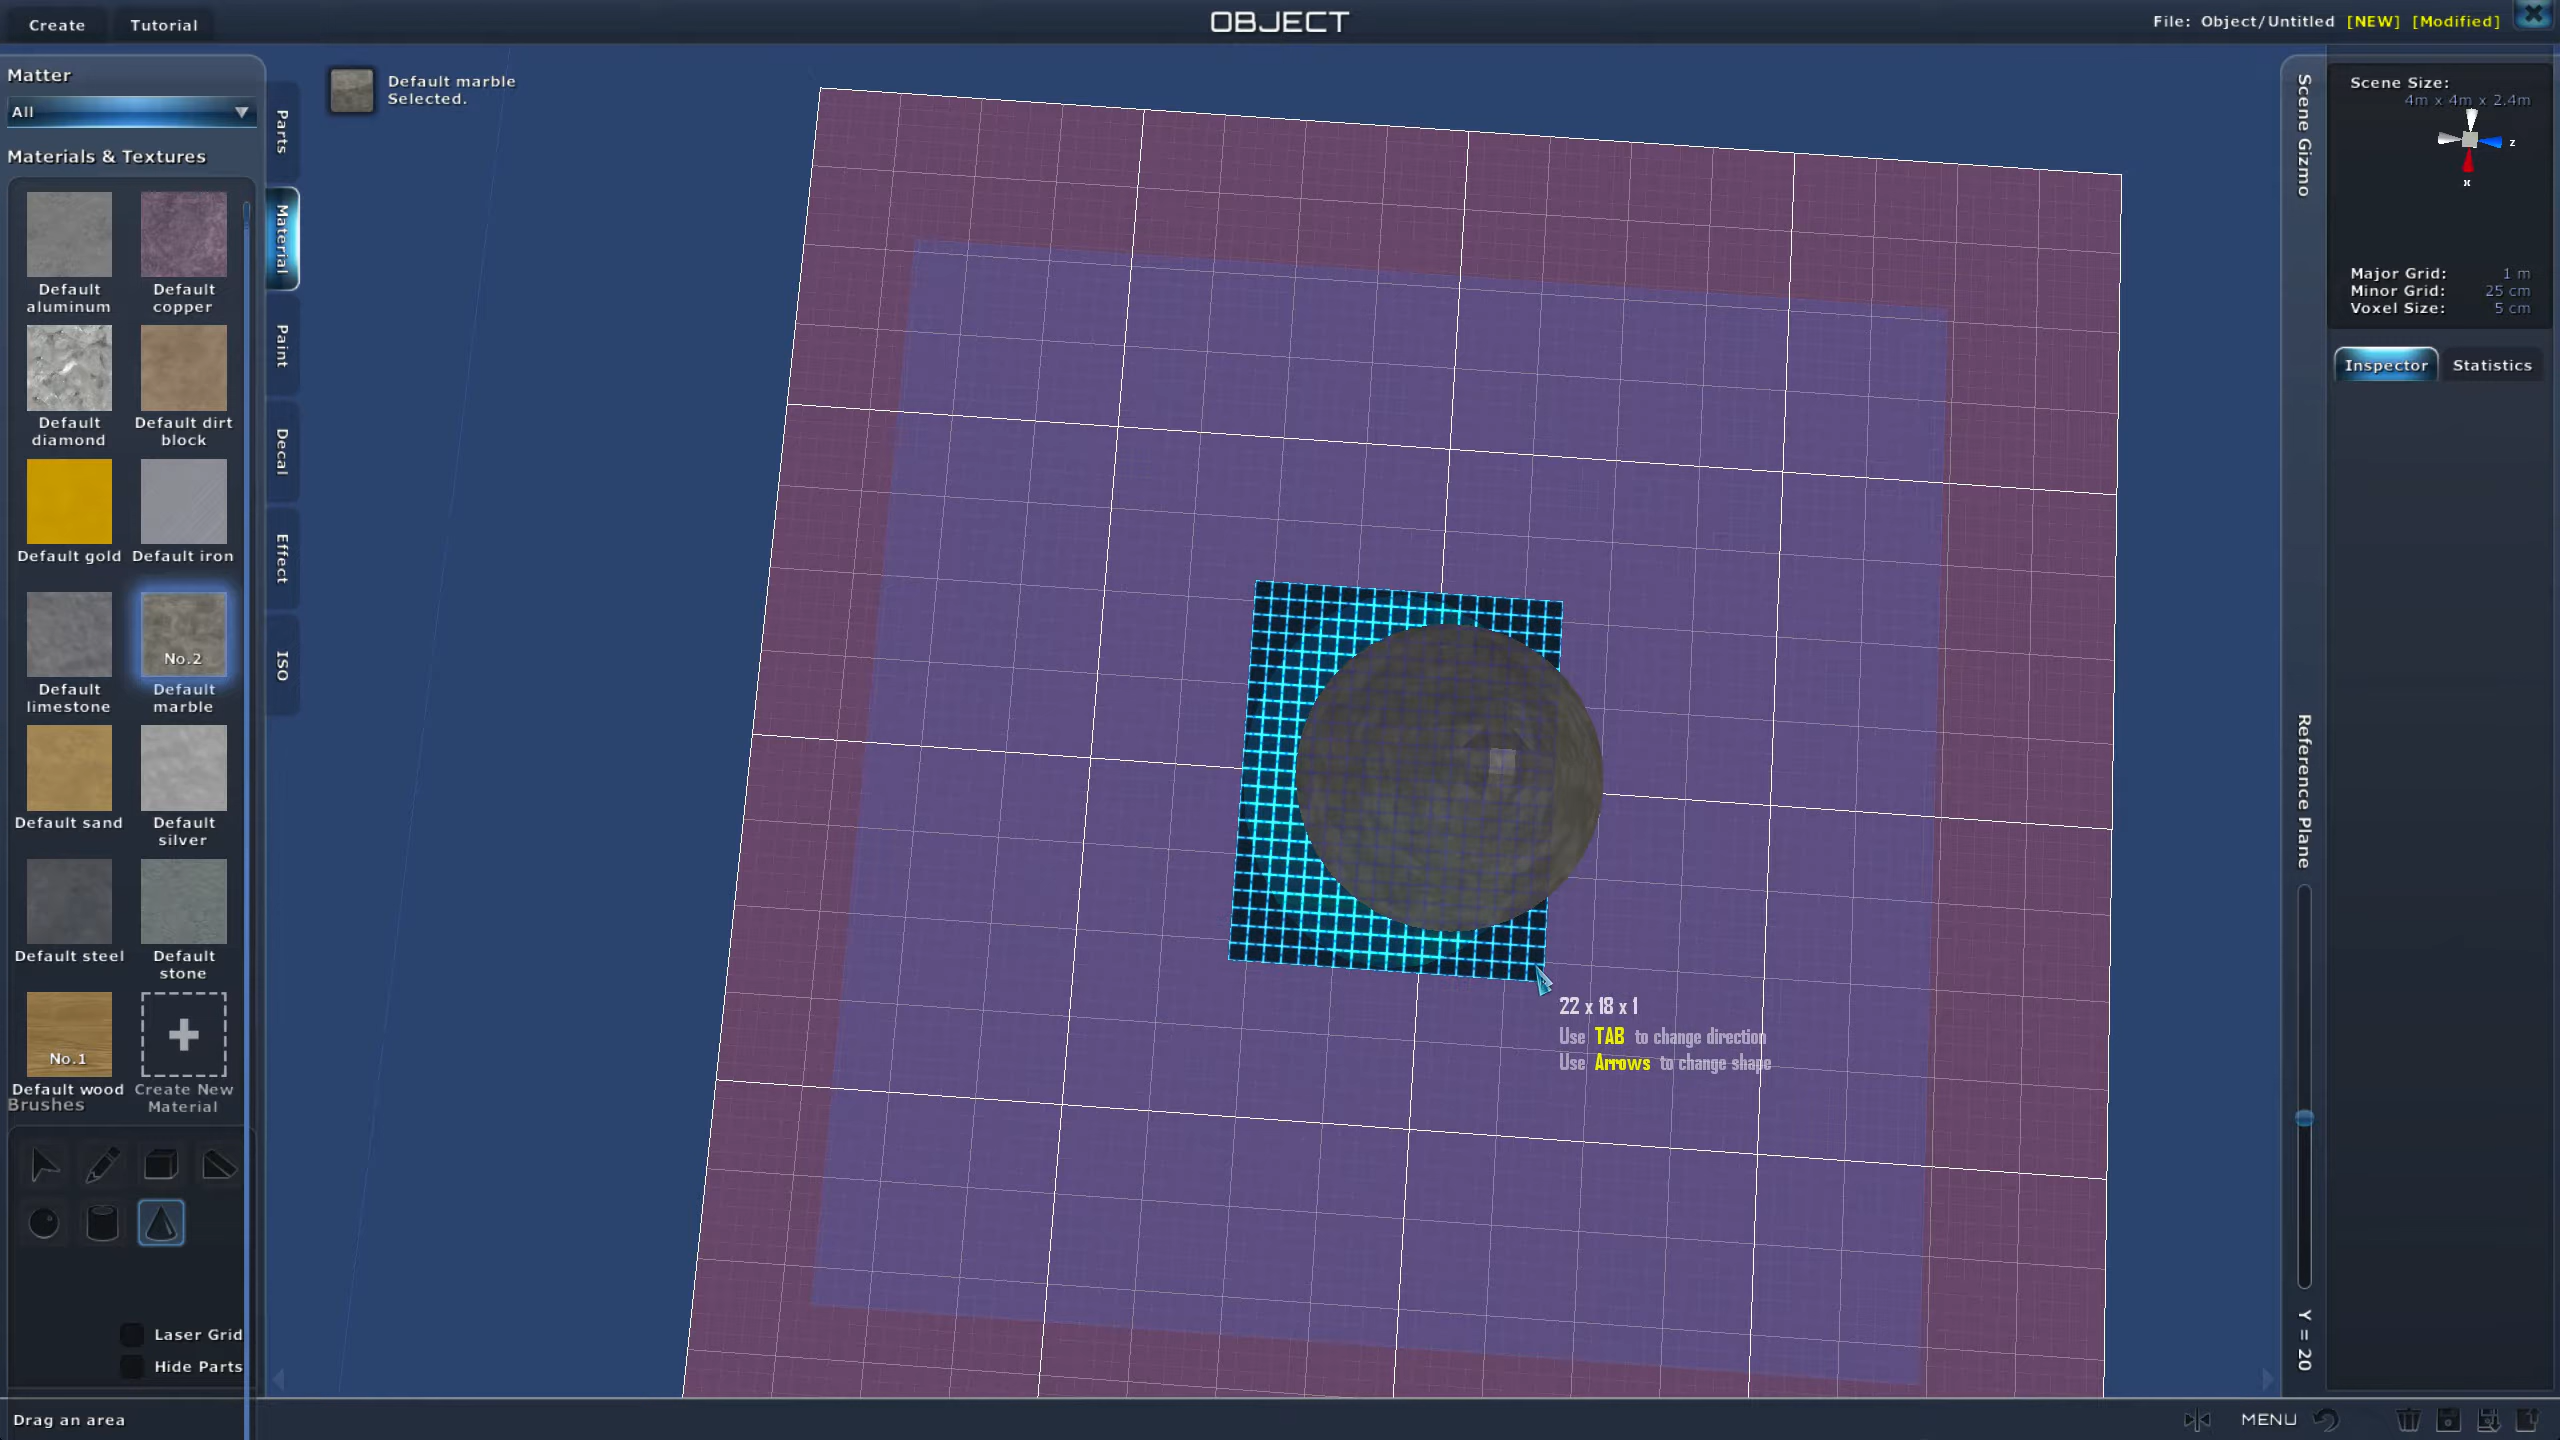 Create
Tutorial
OBJECT
File: Object/Untitled [NEW] [Modified]
Matter
All
Materials & Textures
Default aluminum
Default copper
Default diamond
Default dirt block
Default gold
Default iron
Default limestone
No.2
Default marble
Default sand
Default silver
Default steel
Default stone
No.1
Default wood
Create New Material
Brushes
Laser Grid
Hide Parts
Drag an area
Parts
Material
Paint
Decal
Effect
ISO
Default marble
Selected.
22 x 18 x 1
Use TAB to change direction
Use Arrows to change shape
Scene Gizmo
Scene Size:
4m x 4m x 2.4m
z
x
Major Grid: 1 m
Minor Grid: 25 cm
Voxel Size: 5 cm
Inspector
Statistics
Reference Plane
Y = 20
MENU